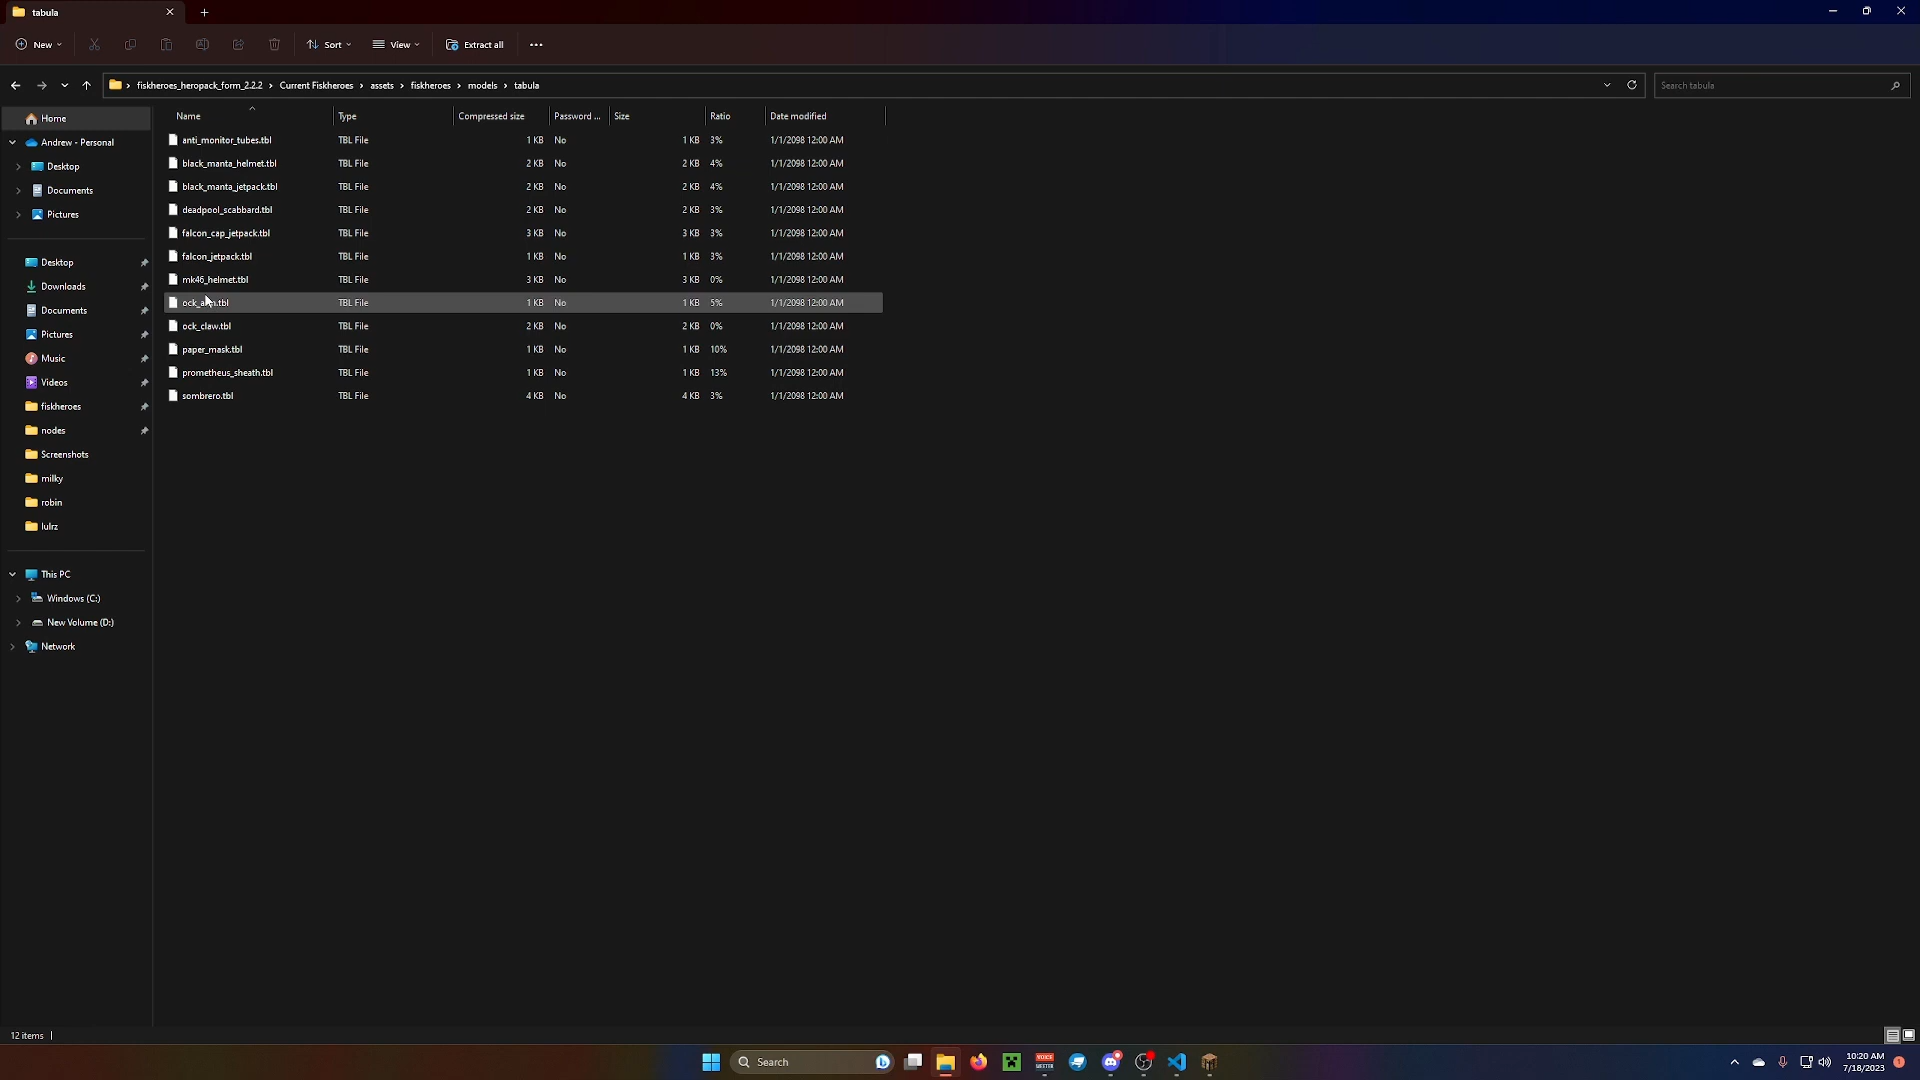 tabula
New
Sort
View
Extract all
fiskheroes_heropack_form_2.2.2 > Current Fiskheroes > assets > fiskheroes > models > tabula
Search tabula
Home
Andrew - Personal
Desktop
Documents
Pictures
Desktop
Downloads
Documents
Pictures
Music
Videos
fiskheroes
nodes
Screenshots
milky
robin
lulrz
This PC
Windows (C:)
New Volume (D:)
Network
Name Type Compressed size Password ... Size Ratio Date modified
anti_monitor_tubes.tbl TBL File 1 KB No 1 KB 3% 1/1/2098 12:00 AM
black_manta_helmet.tbl TBL File 2 KB No 2 KB 4% 1/1/2098 12:00 AM
black_manta_jetpack.tbl TBL File 2 KB No 2 KB 4% 1/1/2098 12:00 AM
deadpool_scabbard.tbl TBL File 2 KB No 2 KB 3% 1/1/2098 12:00 AM
falcon_cap_jetpack.tbl TBL File 3 KB No 3 KB 3% 1/1/2098 12:00 AM
falcon_jetpack.tbl TBL File 1 KB No 1 KB 3% 1/1/2098 12:00 AM
mk46_helmet.tbl TBL File 3 KB No 3 KB 0% 1/1/2098 12:00 AM
TBL File 1 KB No 1 KB 5% 1/1/2098 12:00 AM
ock_claw.tbl TBL File 2 KB No 2 KB 0% 1/1/2098 12:00 AM
paper_mask.tbl TBL File 1 KB No 1 KB 10% 1/1/2098 12:00 AM
prometheus_sheath.tbl TBL File 1 KB No 1 KB 13% 1/1/2098 12:00 AM
sombrero.tbl TBL File 4 KB No 4 KB 3% 1/1/2098 12:00 AM
12 items
Search
VOICE
MEETER
10:20 AM
7/18/2023
1